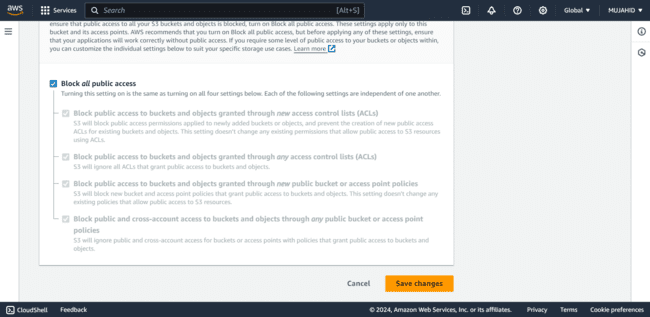 aws
Services
Search
[Alt+S]
Global
MUJAHID
ensure that public access to all your S3 buckets and objects is blocked, turn on Block all public access. These settings apply only to this
bucket and its access points. AWS recommends that you turn on Block all public access, but before applying any of these settings, ensure
that your applications will work correctly without public access. If you require some level of public access to your buckets or objects within,
you can customize the individual settings below to suit your specific storage use cases. Learn more
Block all public access
Turning this setting on is the same as turning on all four settings below. Each of the following settings are independent of one another.
Block public access to buckets and objects granted through new access control lists (ACLs)
S3 will block public access permissions applied to newly added buckets or objects, and prevent the creation of new public access
ACLs for existing buckets and objects. This setting doesn't change any existing permissions that allow public access to S3 resources
using ACLs.
Block public access to buckets and objects granted through any access control lists (ACLs)
S3 will ignore all ACLs that grant public access to buckets and objects.
Block public access to buckets and objects granted through new public bucket or access point policies
S3 will block new bucket and access point policies that grant public access to buckets and objects. This setting doesn't change any
existing policies that allow public access to S3 resources.
Block public and cross-account access to buckets and objects through any public bucket or access point
policies
S3 will ignore public and cross-account access for buckets or access points with policies that grant public access to buckets and
objects.
Cancel
Save changes
CloudShell
Feedback
© 2024, Amazon Web Services, Inc. or its affiliates.
Privacy
Terms
Cookie preferences